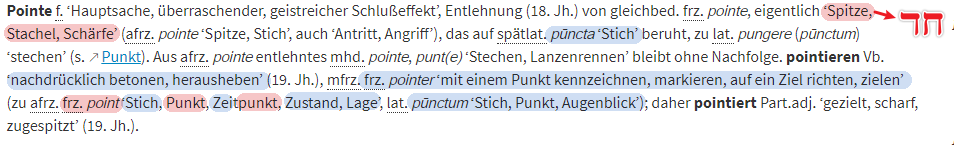 Pointe f. ‘Hauptsache, überraschender, geistreicher Schlußeffekt’, Entlehnung (18. Jh.) von gleichbed. frz. pointe, eigentlich ‘Spitze, חד
Stachel, Schärfe’ (afrz. pointe ‘Spitze, Stich’, auch ‘Antritt, Angriff’), das auf spätlat. pūncta ‘Stich’ beruht, zu lat. pungere (pūnctum)
‘stechen’ (s. ↗ Punkt). Aus afrz. pointe entlehntes mhd. pointe, punt(e) ‘Stechen, Lanzenrennen’ bleibt ohne Nachfolge. pointieren Vb.
‘nachdrücklich betonen, herausheben’ (19. Jh.), mfrz. frz. pointer ‘mit einem Punkt kennzeichnen, markieren, auf ein Ziel richten, zielen’
(zu afrz. frz. point ‘Stich, Punkt, Zeitpunkt, Zustand, Lage’, lat. pūnctum ‘Stich, Punkt, Augenblick’); daher pointiert Part.adj. ‘gezielt, scharf,
zugespitzt’ (19. Jh.).